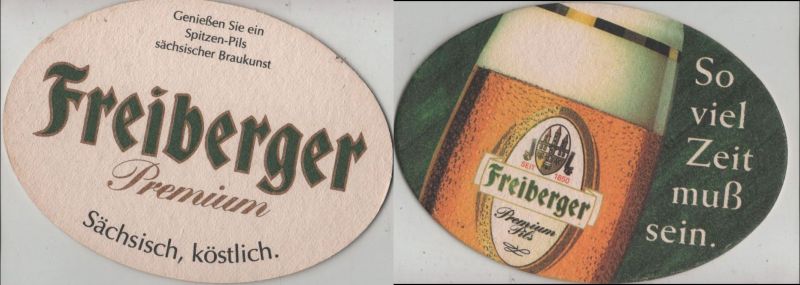 Genießen Sie ein
Spitzen-Pils
sächsischer Braukunst
Freiberger
Premium
Sächsisch, köstlich.
So
viel
Zeit
muß
sein.
SEIT 1850
Freiberger
Premium
Pils